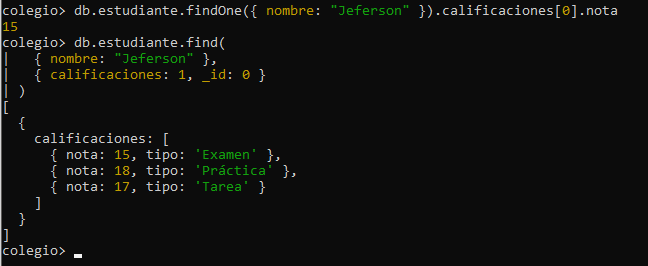 colegio> db.estudiante.findOne({ nombre: "Jeferson" }).calificaciones[0].nota
15
colegio> db.estudiante.find(
|   { nombre: "Jeferson" },
|   { calificaciones: 1, _id: 0 }
| )
[
  {
    calificaciones: [
      { nota: 15, tipo: 'Examen' },
      { nota: 18, tipo: 'Práctica' },
      { nota: 17, tipo: 'Tarea' }
    ]
  }
]
colegio>